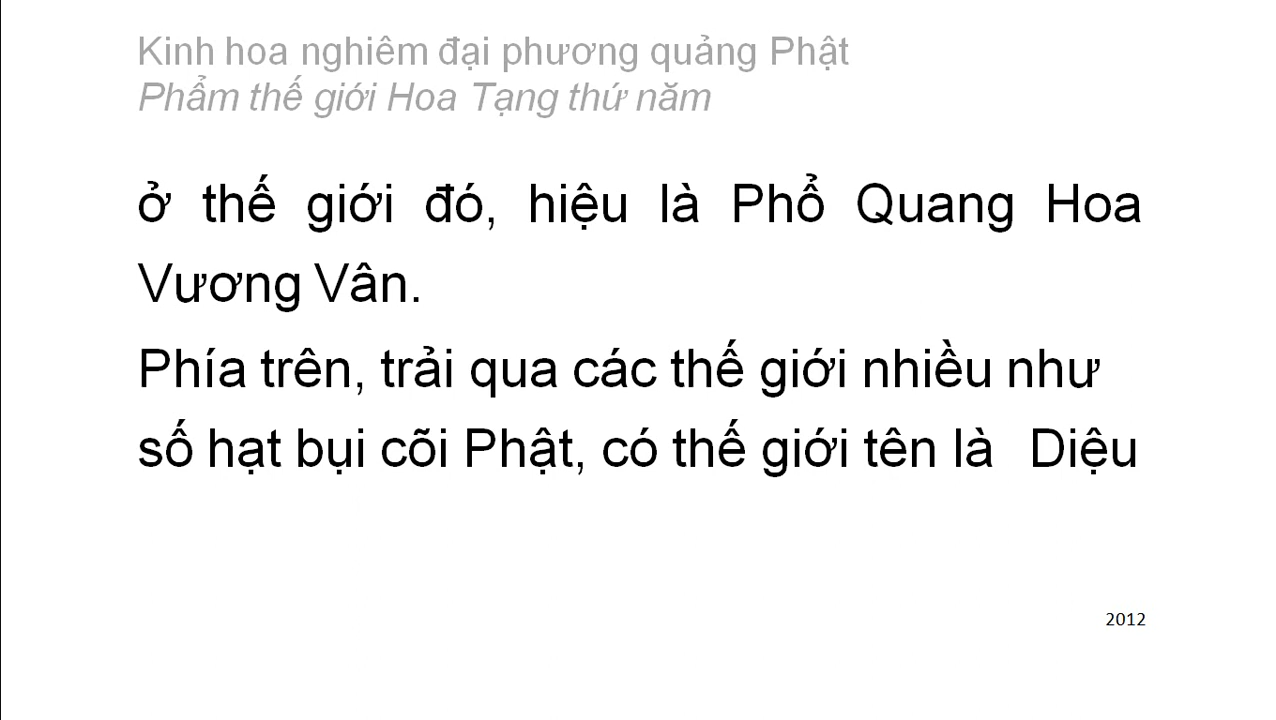 Kinh hoa nghiêm đại phương quảng Phật
Phẩm thế giới Hoa Tạng thứ năm
ở thế giới đó, hiệu là Phổ Quang Hoa
Vương Vân.
Phía trên, trải qua các thế giới nhiều như
số hạt bụi cõi Phật, có thế giới tên là Diệu
2012